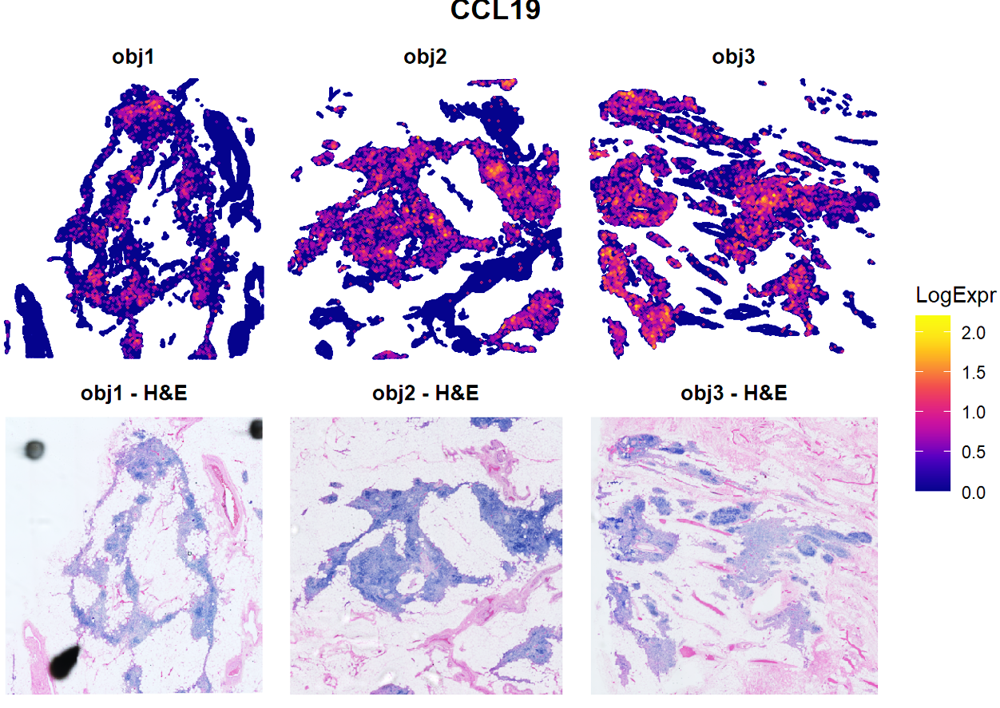 CCL19
obj1
obj2
obj3
LogExpr
2.0
1.5
1.0
0.5
0.0
obj1 - H&E
obj2 - H&E
obj3 - H&E